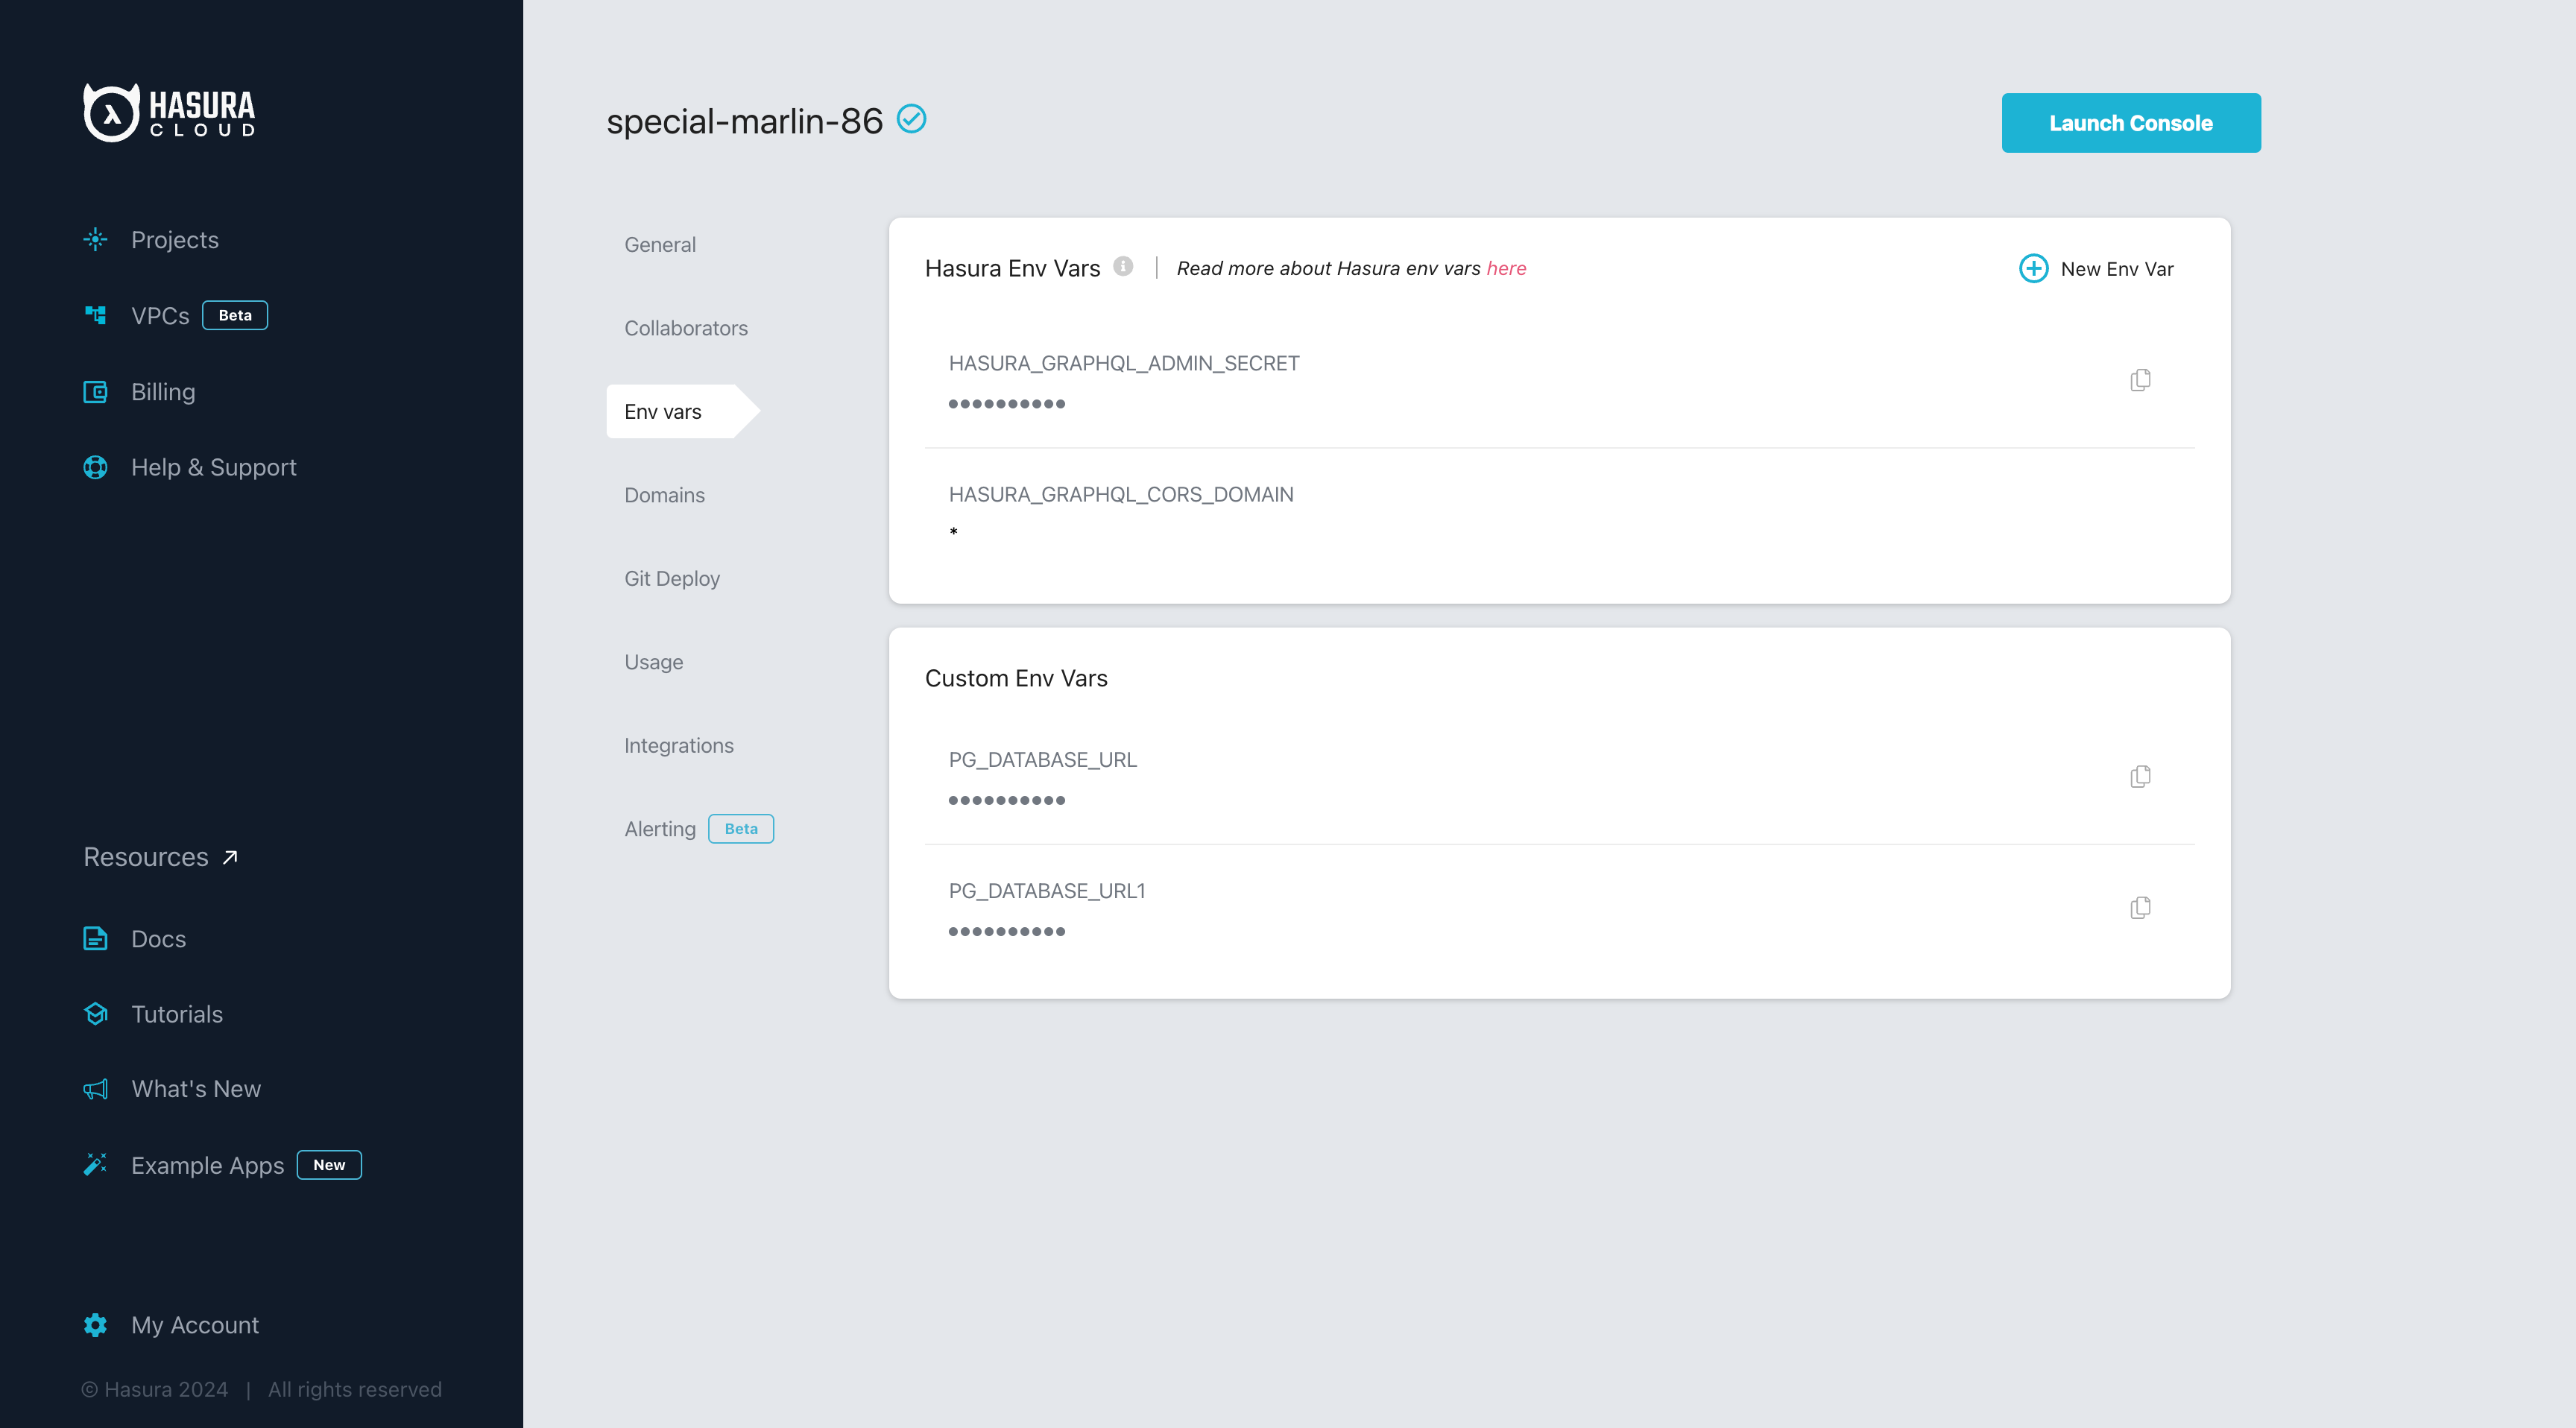 HASURA
CLOUD
Projects
VPCs Beta
Billing
Help & Support
Resources
Docs
Tutorials
What's New
Example Apps New
My Account
© Hasura 2024 | All rights reserved
special-marlin-86
Launch Console
General
Collaborators
Env vars
Domains
Git Deploy
Usage
Integrations
Alerting Beta
Hasura Env Vars | Read more about Hasura env vars here
New Env Var
HASURA_GRAPHQL_ADMIN_SECRET
••••••••••
HASURA_GRAPHQL_CORS_DOMAIN
*
Custom Env Vars
PG_DATABASE_URL
••••••••••
PG_DATABASE_URL1
••••••••••